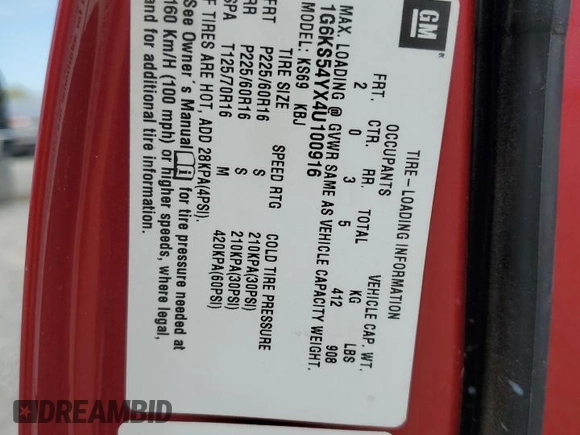 GM
TIRE-LOADING INFORMATION
OCCUPANTS VEHICLE CAP. WT.
FRT. CTR. RR. TOTAL KG LBS
2 0 3 5 412 908
MAX. LOADING @ GVWR SAME AS VEHICLE CAPACITY WEIGHT.
1G6KS54YX4U100916
MODEL: KS69 KBJ
TIRE SIZE SPEED RTG COLD TIRE PRESSURE
FRT P225/60R16 S 210KPA(30PSI)
RR P225/60R16 S 210KPA(30PSI)
SPA T125/70R16 M 420KPA(60PSI)
F TIRES ARE HOT, ADD 28KPA(4PSI).
See Owner's Manual for tire pressure needed at
160 Km/H (100 mph) or higher speeds, where legal,
and additional information.
DREAMBID